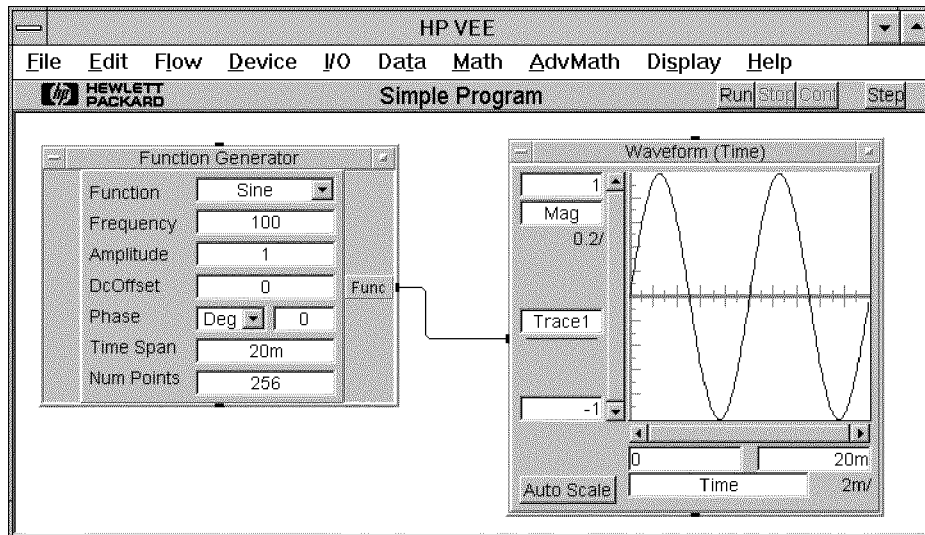 HP VEE
File Edit Flow Device I/O Data Math AdvMath Display Help
hp HEWLETT PACKARD Simple Program Run Stop Cont Step
Function Generator
Function Sine
Frequency 100
Amplitude 1
DcOffset 0
Phase Deg 0
Time Span 20m
Num Points 256
Func
Waveform (Time)
1
Mag
0.2/
Trace1
-1
0 20m
Auto Scale Time 2m/